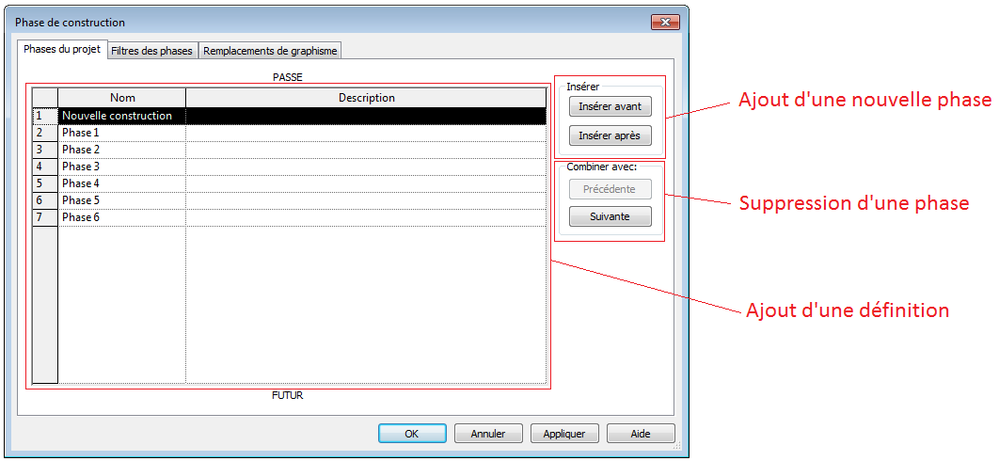 Phase de construction
Phases du projet
Filtres des phases
Remplacements de graphisme
PASSE
Nom
Description
1 Nouvelle construction
2 Phase 1
3 Phase 2
4 Phase 3
5 Phase 4
6 Phase 5
7 Phase 6
FUTUR
Insérer
Insérer avant
Insérer après
Combiner avec:
Précédente
Suivante
OK
Annuler
Appliquer
Aide
Ajout d'une nouvelle phase
Suppression d'une phase
Ajout d'une définition